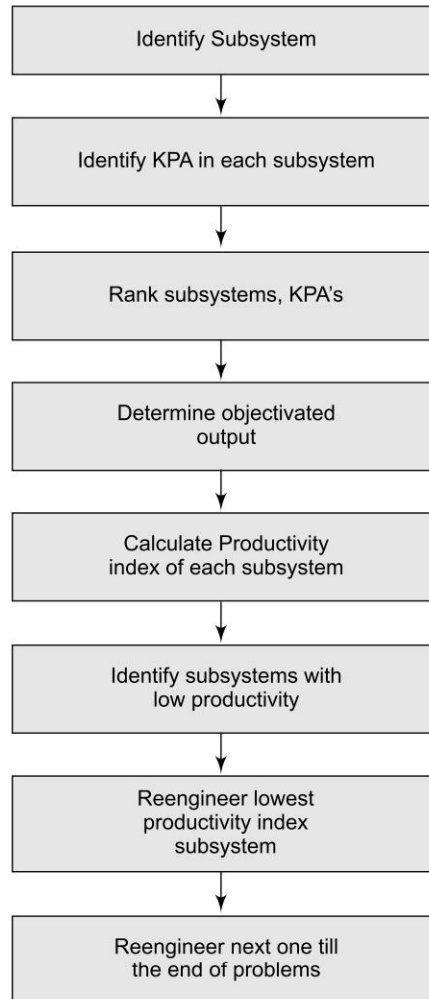 Identify Subsystem
Identify KPA in each subsystem
Rank subsystems, KPA's
Determine objectivated
output
Calculate Productivity
index of each subsystem
Identify subsystems with
low productivity
Reengineer lowest
productivity index
subsystem
Reengineer next one till
the end of problems